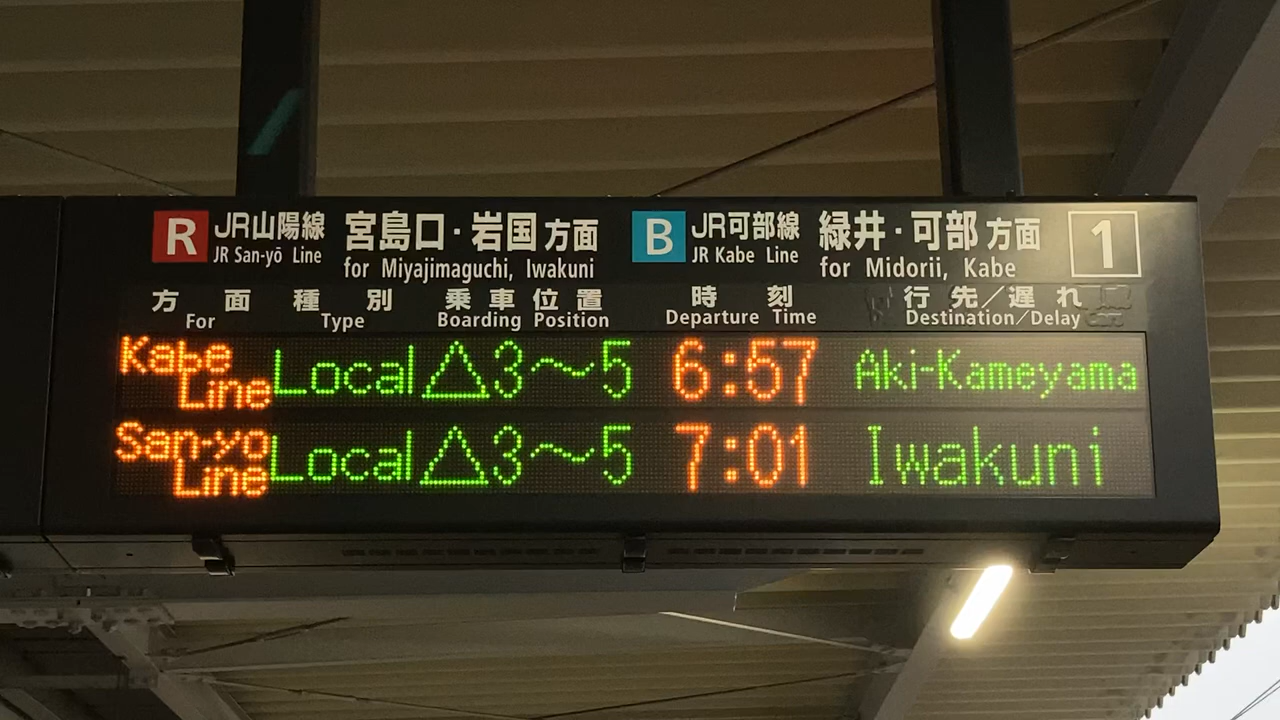 R JR山陽線 宮島口・岩国方面 B JR可部線 緑井・可部方面 1
JR San-yō Line for Miyajimaguchi, Iwakuni JR Kabe Line for Midorii, Kabe
方面 種別 乗車位置 時刻 行先/遅れ
For Type Boarding Position Departure Time Destination/Delay
Kabe Line Local △3〜5 6:57 Aki-Kameyama
San-yo Line Local △3〜5 7:01 Iwakuni